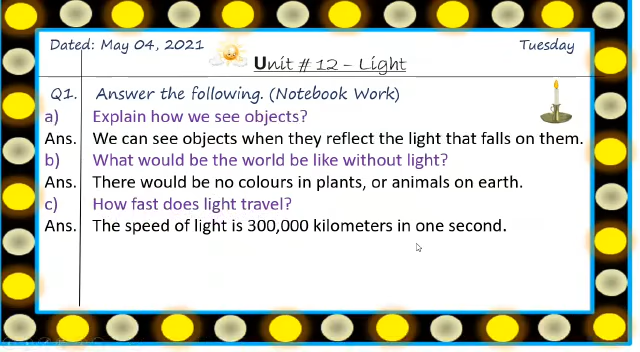 Dated: May 04, 2021 Tuesday
Unit # 12 – Light
Q1. Answer the following. (Notebook Work)
a) Explain how we see objects?
Ans. We can see objects when they reflect the light that falls on them.
b) What would be the world be like without light?
Ans. There would be no colours in plants, or animals on earth.
c) How fast does light travel?
Ans. The speed of light is 300,000 kilometers in one second.